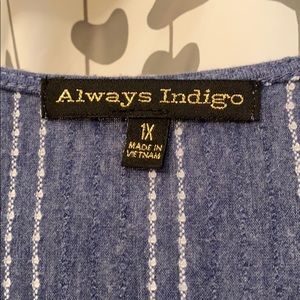 Always Indigo
1X
MADE IN
VIETNAM